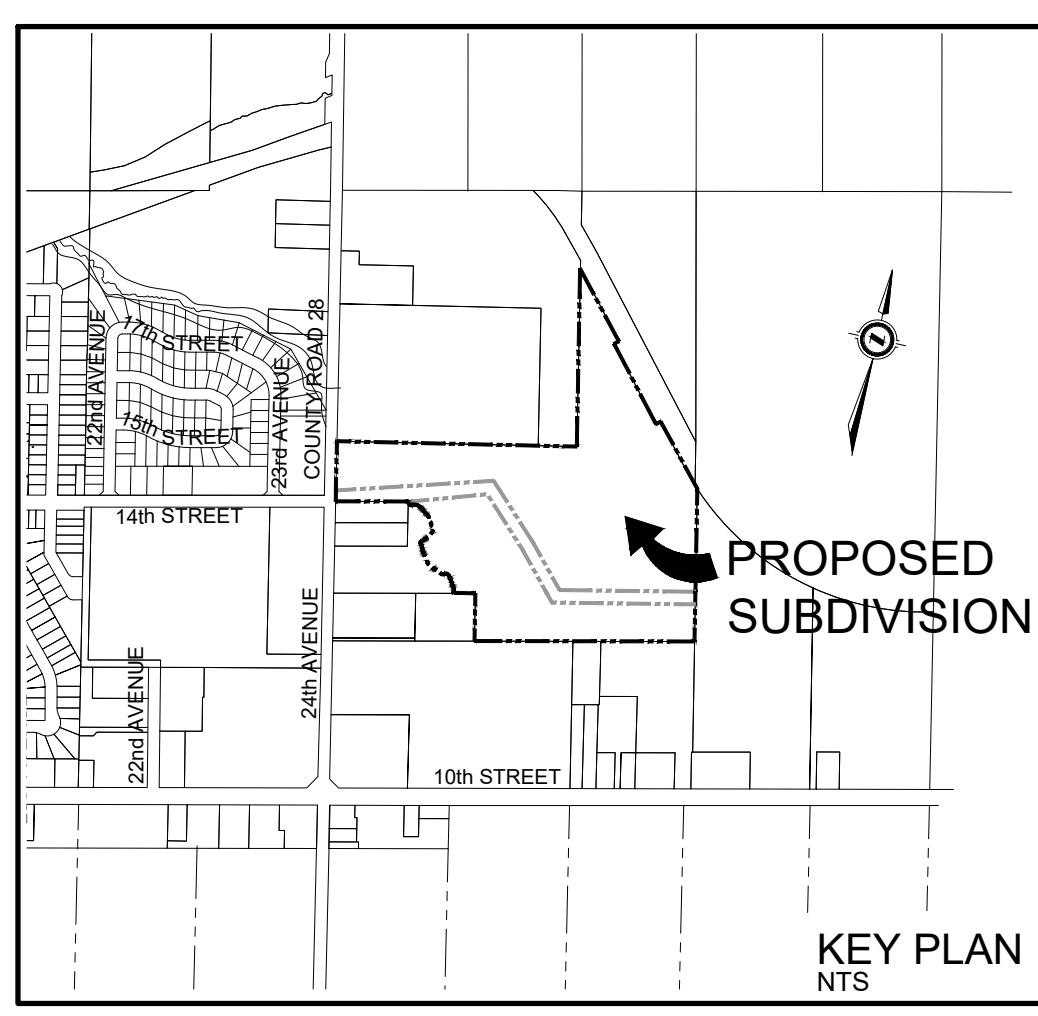 17th STREET
22nd AVENUE
15th STREET
23rd AVENUE
COUNTY ROAD 28
14th STREET
PROPOSED
SUBDIVISION
24th AVENUE
22nd AVENUE
10th STREET
KEY PLAN
NTS